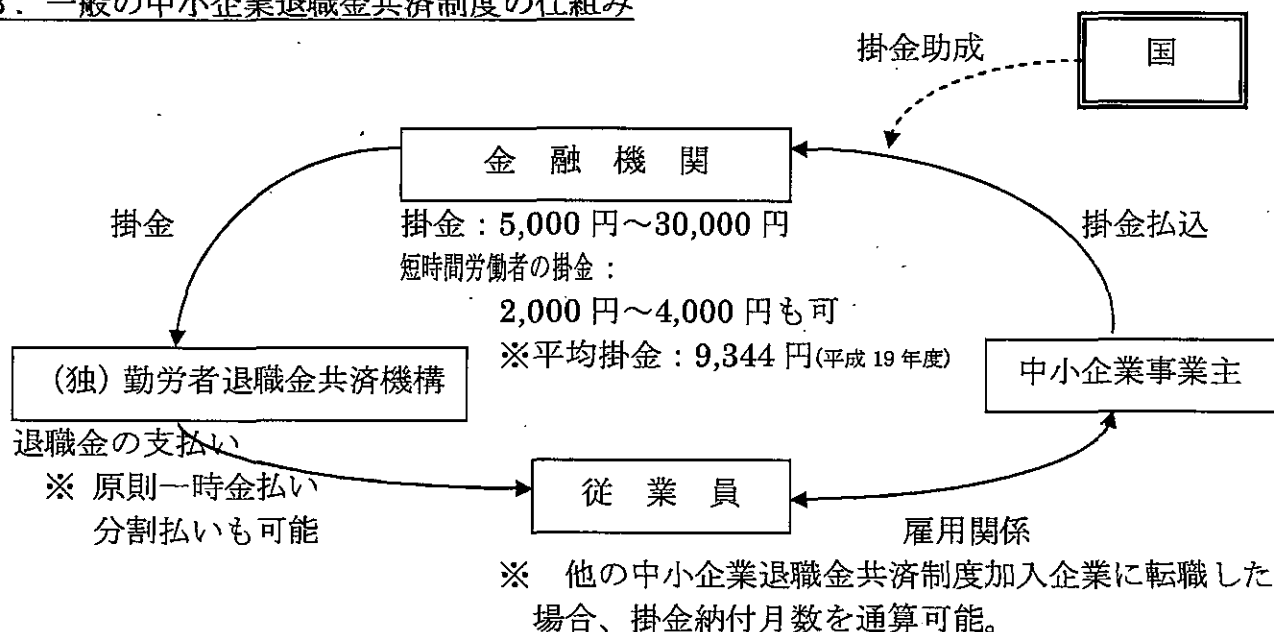 3．一般の中小企業退職金共済制度の仕組み
国
掛金助成
金　融　機　関
掛金
掛金：5,000 円～30,000 円
掛金払込
短時間労働者の掛金：
2,000 円～4,000 円も可
※平均掛金：9,344 円(平成 19 年度)
（独）勤労者退職金共済機構
中小企業事業主
退職金の支払い
※ 原則一時金払い
分割払いも可能
従　業　員
雇用関係
※　他の中小企業退職金共済制度加入企業に転職した
場合、掛金納付月数を通算可能。